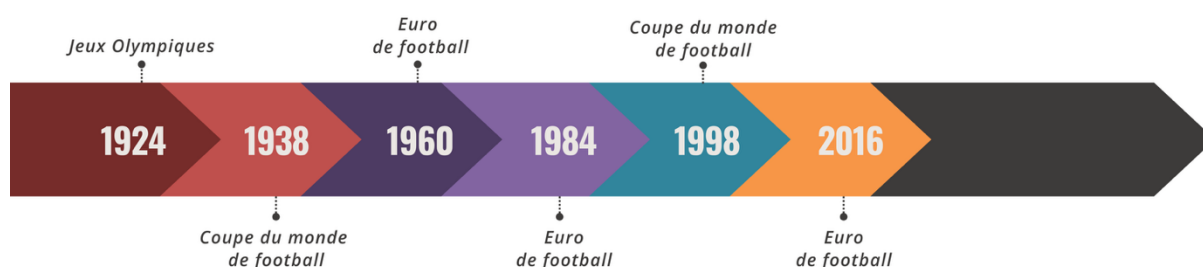 Jeux Olympiques
Euro
de football
Coupe du monde
de football
1924
1938
1960
1984
1998
2016
Coupe du monde
de football
Euro
de football
Euro
de football